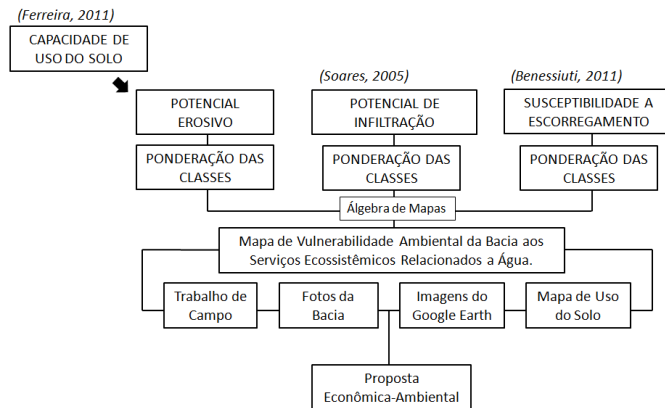 (Ferreira, 2011)
CAPACIDADE DE
USO DO SOLO
(Soares, 2005)
(Benessiuti, 2011)
POTENCIAL
EROSIVO
POTENCIAL DE
INFILTRAÇÃO
SUSCEPTIBILIDADE A
ESCORREGAMENTO
PONDERAÇÃO DAS
CLASSES
PONDERAÇÃO DAS
CLASSES
PONDERAÇÃO DAS
CLASSES
Álgebra de Mapas
Mapa de Vulnerabilidade Ambiental da Bacia aos
Serviços Ecossistêmicos Relacionados a Água.
Trabalho de
Campo
Fotos da
Bacia
Imagens do
Google Earth
Mapa de Uso
do Solo
Proposta
Econômica-Ambiental